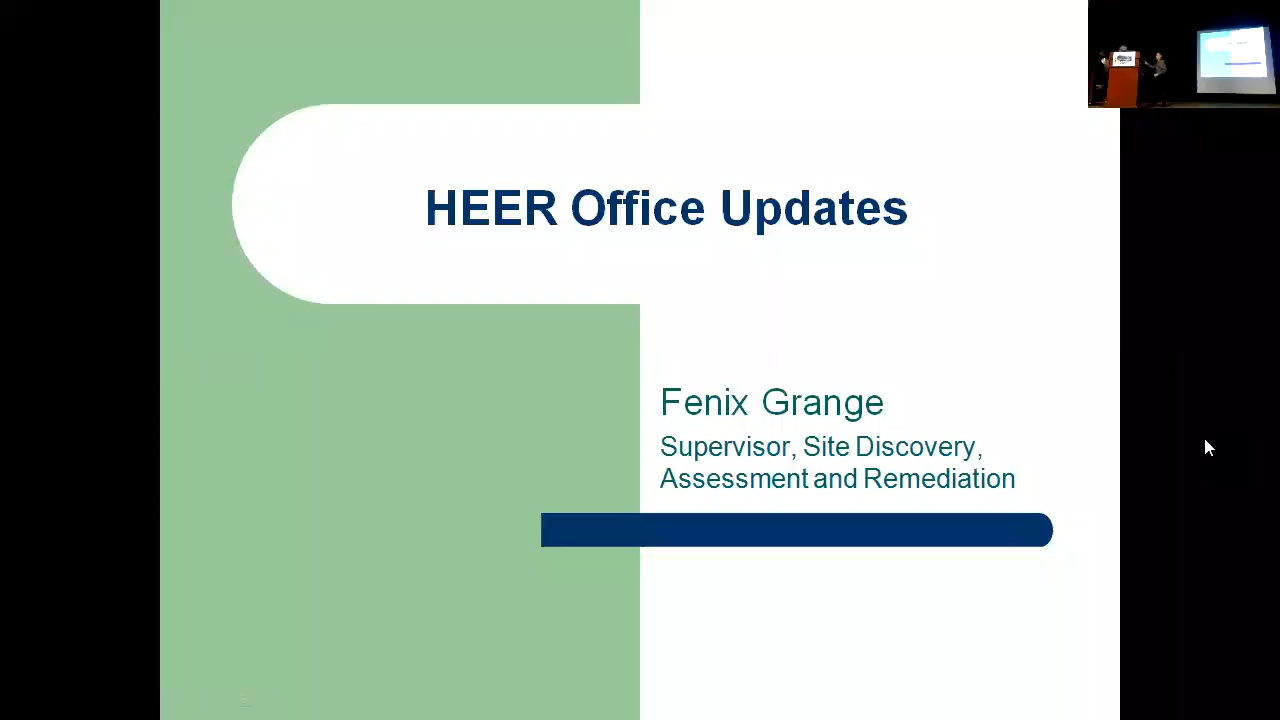 HEER Office Updates
Fenix Grange
Supervisor, Site Discovery,
Assessment and Remediation